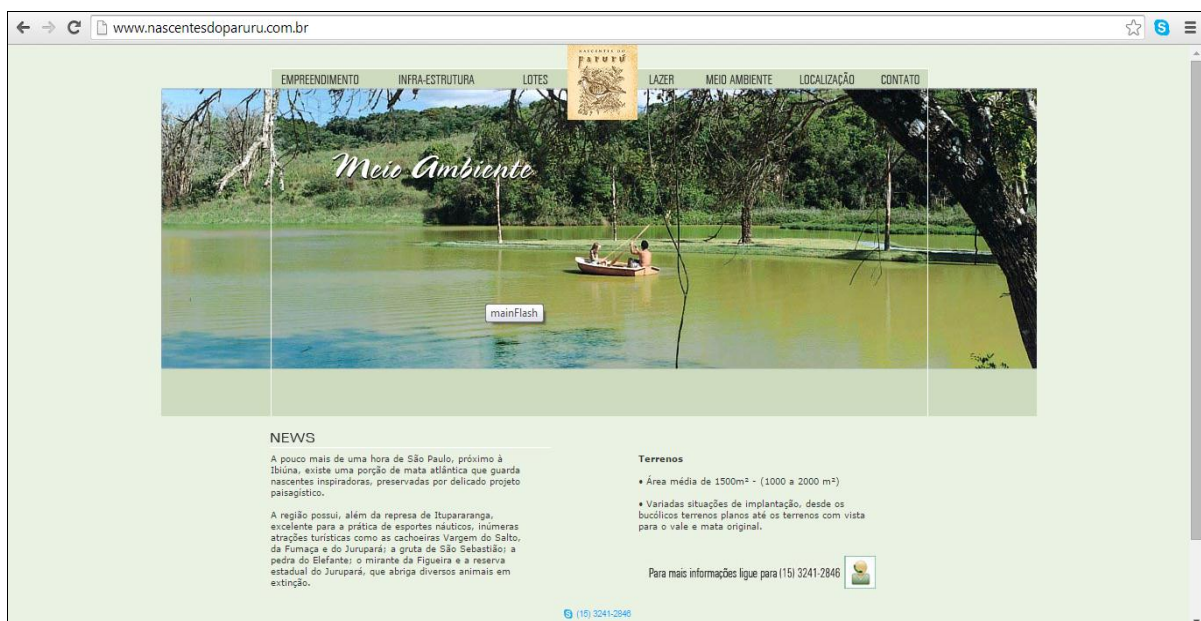 www.nascentesdoparuru.com.br
NASCENTES DO
PARURÚ
EMPREENDIMENTO INFRA-ESTRUTURA LOTES LAZER MEIO AMBIENTE LOCALIZAÇÃO CONTATO
Meio Ambiente
mainFlash
NEWS
A pouco mais de uma hora de São Paulo, próximo à
Ibiúna, existe uma porção de mata atlântica que guarda
nascentes inspiradoras, preservadas por delicado projeto
paisagístico.
A região possui, além da represa de Itupararanga,
excelente para a prática de esportes náuticos, inúmeras
atrações turísticas como as cachoeiras Vargem do Salto,
da Fumaça e do Jurupará; a gruta de São Sebastião; a
pedra do Elefante; o mirante da Figueira e a reserva
estadual do Jurupará, que abriga diversos animais em
extinção.
Terrenos
• Área média de 1500m² - (1000 a 2000 m²)
• Variadas situações de implantação, desde os
bucólicos terrenos planos até os terrenos com vista
para o vale e mata original.
Para mais informações ligue para (15) 3241-2846
(15) 3241-2846